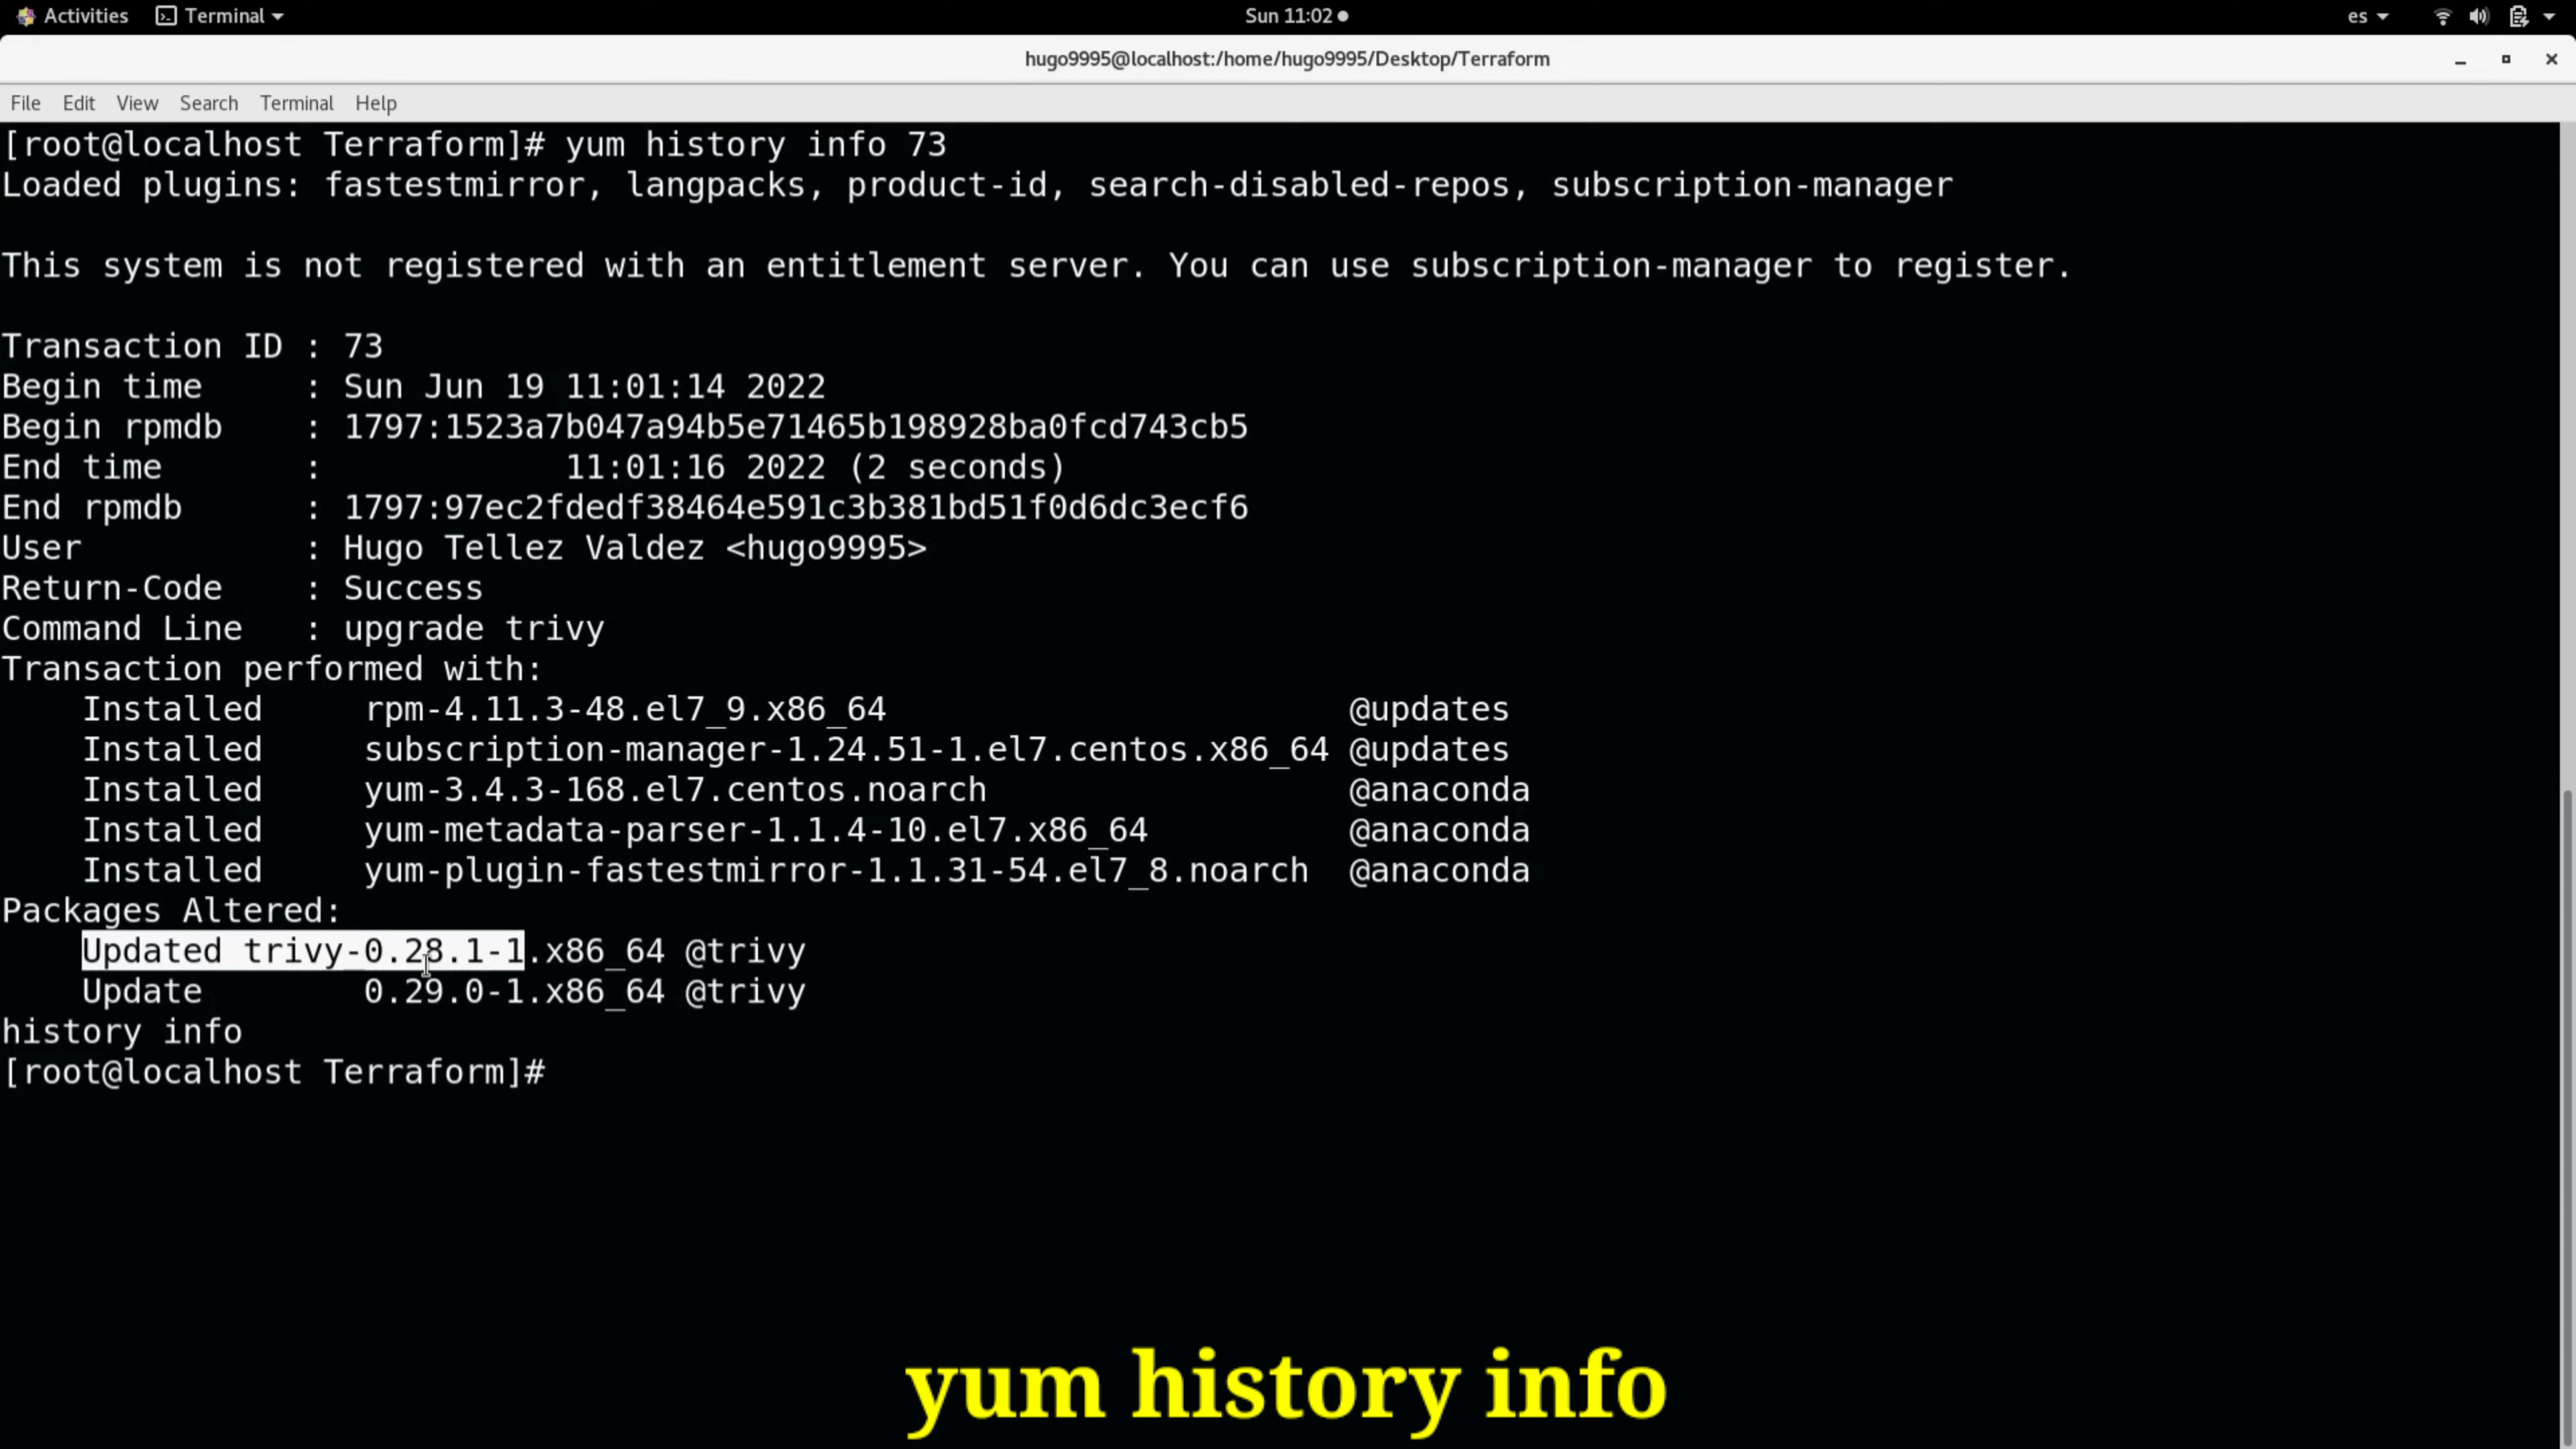 Activities Terminal Sun 11:02 es
hugo9995@localhost:/home/hugo9995/Desktop/Terraform
File Edit View Search Terminal Help
[root@localhost Terraform]# yum history info 73
Loaded plugins: fastestmirror, langpacks, product-id, search-disabled-repos, subscription-manager
This system is not registered with an entitlement server. You can use subscription-manager to register.
Transaction ID : 73
Begin time : Sun Jun 19 11:01:14 2022
Begin rpmdb : 1797:1523a7b047a94b5e71465b198928ba0fcd743cb5
End time : 11:01:16 2022 (2 seconds)
End rpmdb : 1797:97ec2fdedf38464e591c3b381bd51f0d6dc3ecf6
User : Hugo Tellez Valdez <hugo9995>
Return-Code : Success
Command Line : upgrade trivy
Transaction performed with:
Installed rpm-4.11.3-48.el7_9.x86_64 @updates
Installed subscription-manager-1.24.51-1.el7.centos.x86_64 @updates
Installed yum-3.4.3-168.el7.centos.noarch @anaconda
Installed yum-metadata-parser-1.1.4-10.el7.x86_64 @anaconda
Installed yum-plugin-fastestmirror-1.1.31-54.el7_8.noarch @anaconda
Packages Altered:
Updated trivy-0.28.1-1.x86_64 @trivy
Update 0.29.0-1.x86_64 @trivy
history info
[root@localhost Terraform]#
yum history info